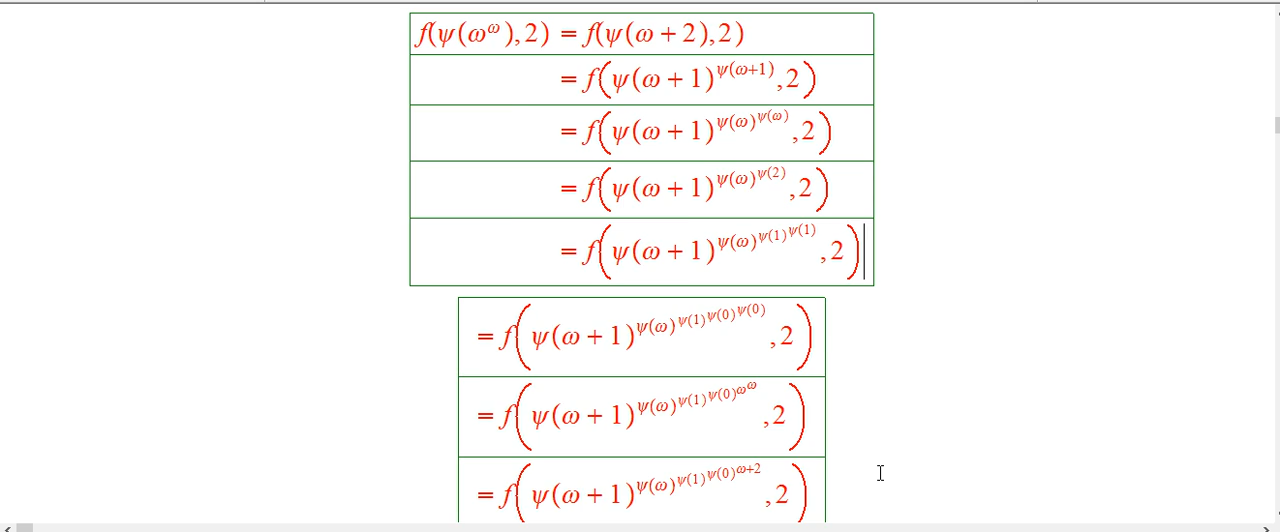 f(ψ(ω^ω),2) = f(ψ(ω + 2),2)
= f(ψ(ω + 1)^{ψ(ω+1)},2)
= f(ψ(ω + 1)^{ψ(ω)^{ψ(ω)}},2)
= f(ψ(ω + 1)^{ψ(ω)^{ψ(2)}},2)
= f(ψ(ω + 1)^{ψ(ω)^{ψ(1)^{ψ(1)}}},2)
= f(ψ(ω + 1)^{ψ(ω)^{ψ(1)^{ψ(0)^{ψ(0)}}}},2)
= f(ψ(ω + 1)^{ψ(ω)^{ψ(1)^{ψ(0)^{ω^ω}}}},2)
= f(ψ(ω + 1)^{ψ(ω)^{ψ(1)^{ψ(0)^{ω+2}}}},2)